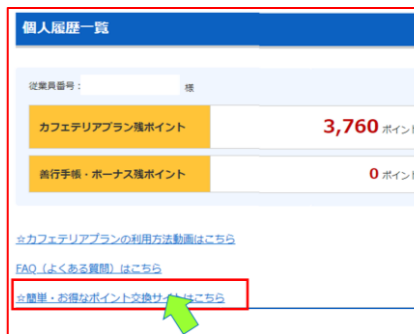 個人履歴一覧
従業員番号： 様
カフェテリアプラン残ポイント 3,760 ポイント
善行手帳・ボーナス残ポイント 0 ポイント
☆カフェテリアプランの利用方法動画はこちら
FAQ（よくある質問）はこちら
☆簡単・お得なポイント交換サイトはこちら